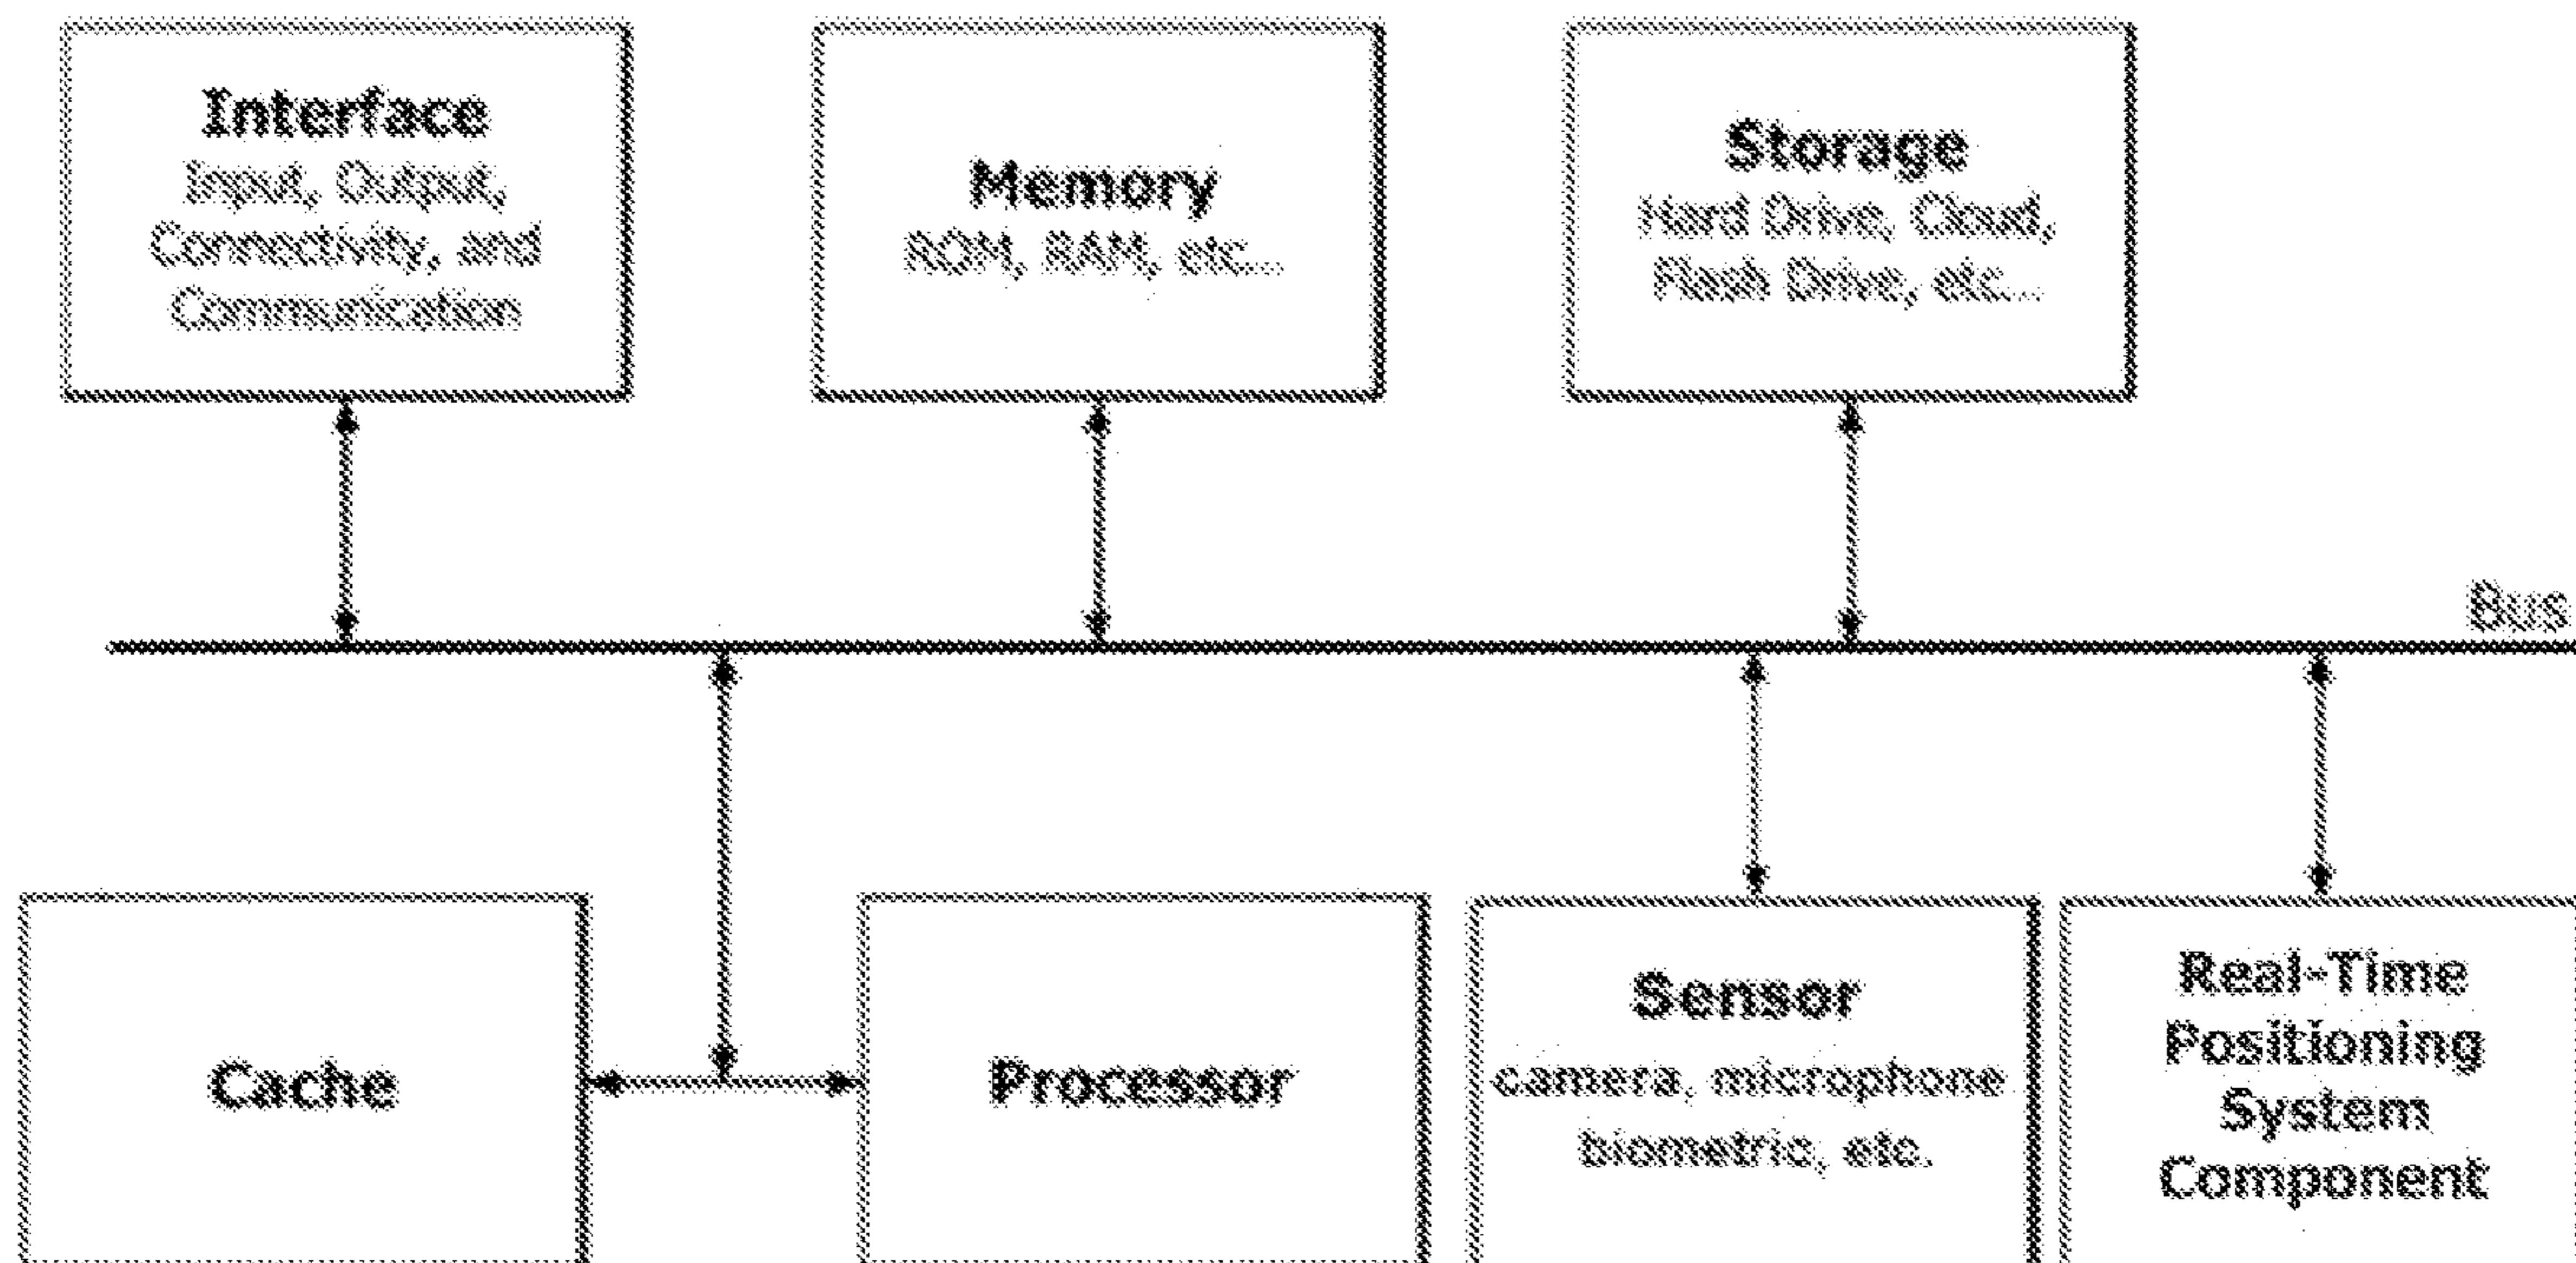 Interface
Input, Output,
Connectivity, and
Communication
Memory
ROM, RAM, etc...
Storage
Hard Drive, Cloud,
Flash Drive, etc...
Bus
Cache
Processor
Sensor
camera, microphone
biometric, etc.
Real-Time
Positioning
System
Component